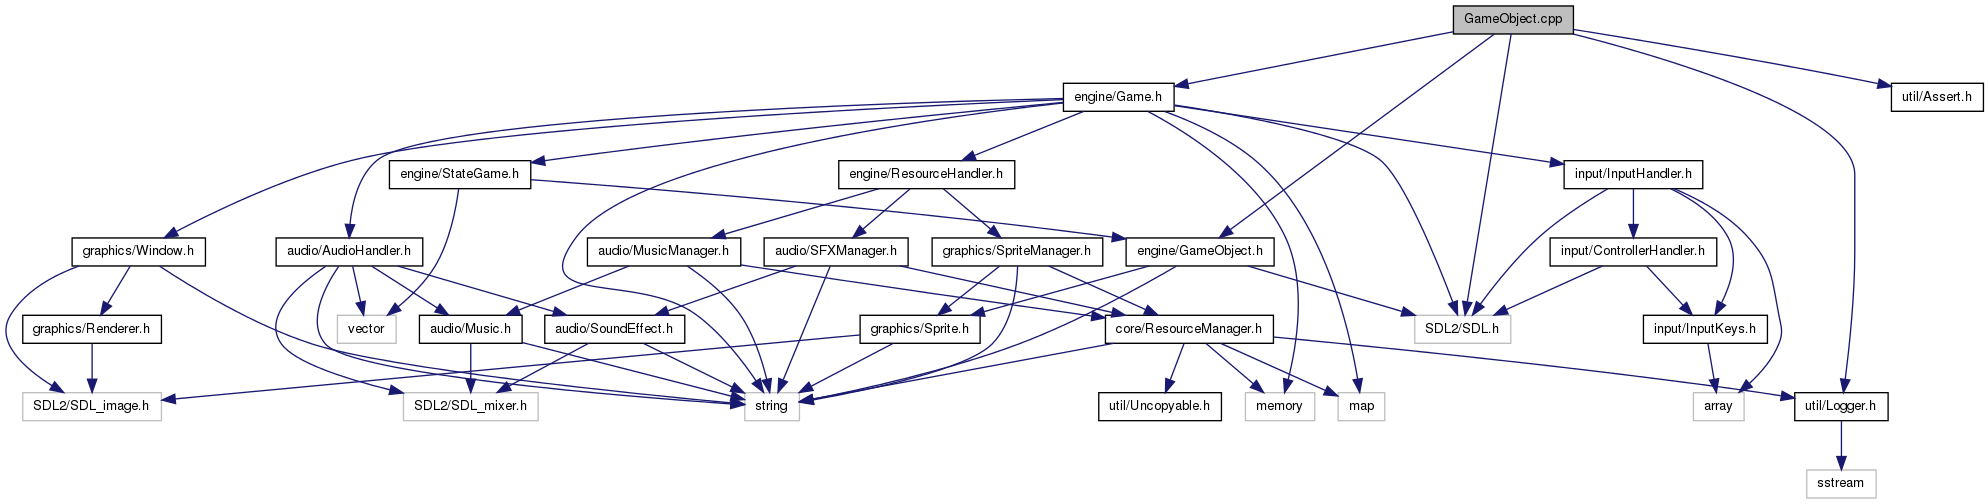 GameObject.cpp
engine/Game.h
util/Assert.h
engine/StateGame.h
engine/ResourceHandler.h
input/InputHandler.h
graphics/Window.h
audio/AudioHandler.h
audio/MusicManager.h
audio/SFXManager.h
graphics/SpriteManager.h
engine/GameObject.h
input/ControllerHandler.h
graphics/Renderer.h
vector
audio/Music.h
audio/SoundEffect.h
graphics/Sprite.h
core/ResourceManager.h
SDL2/SDL.h
input/InputKeys.h
SDL2/SDL_image.h
SDL2/SDL_mixer.h
string
util/Uncopyable.h
memory
map
array
util/Logger.h
sstream